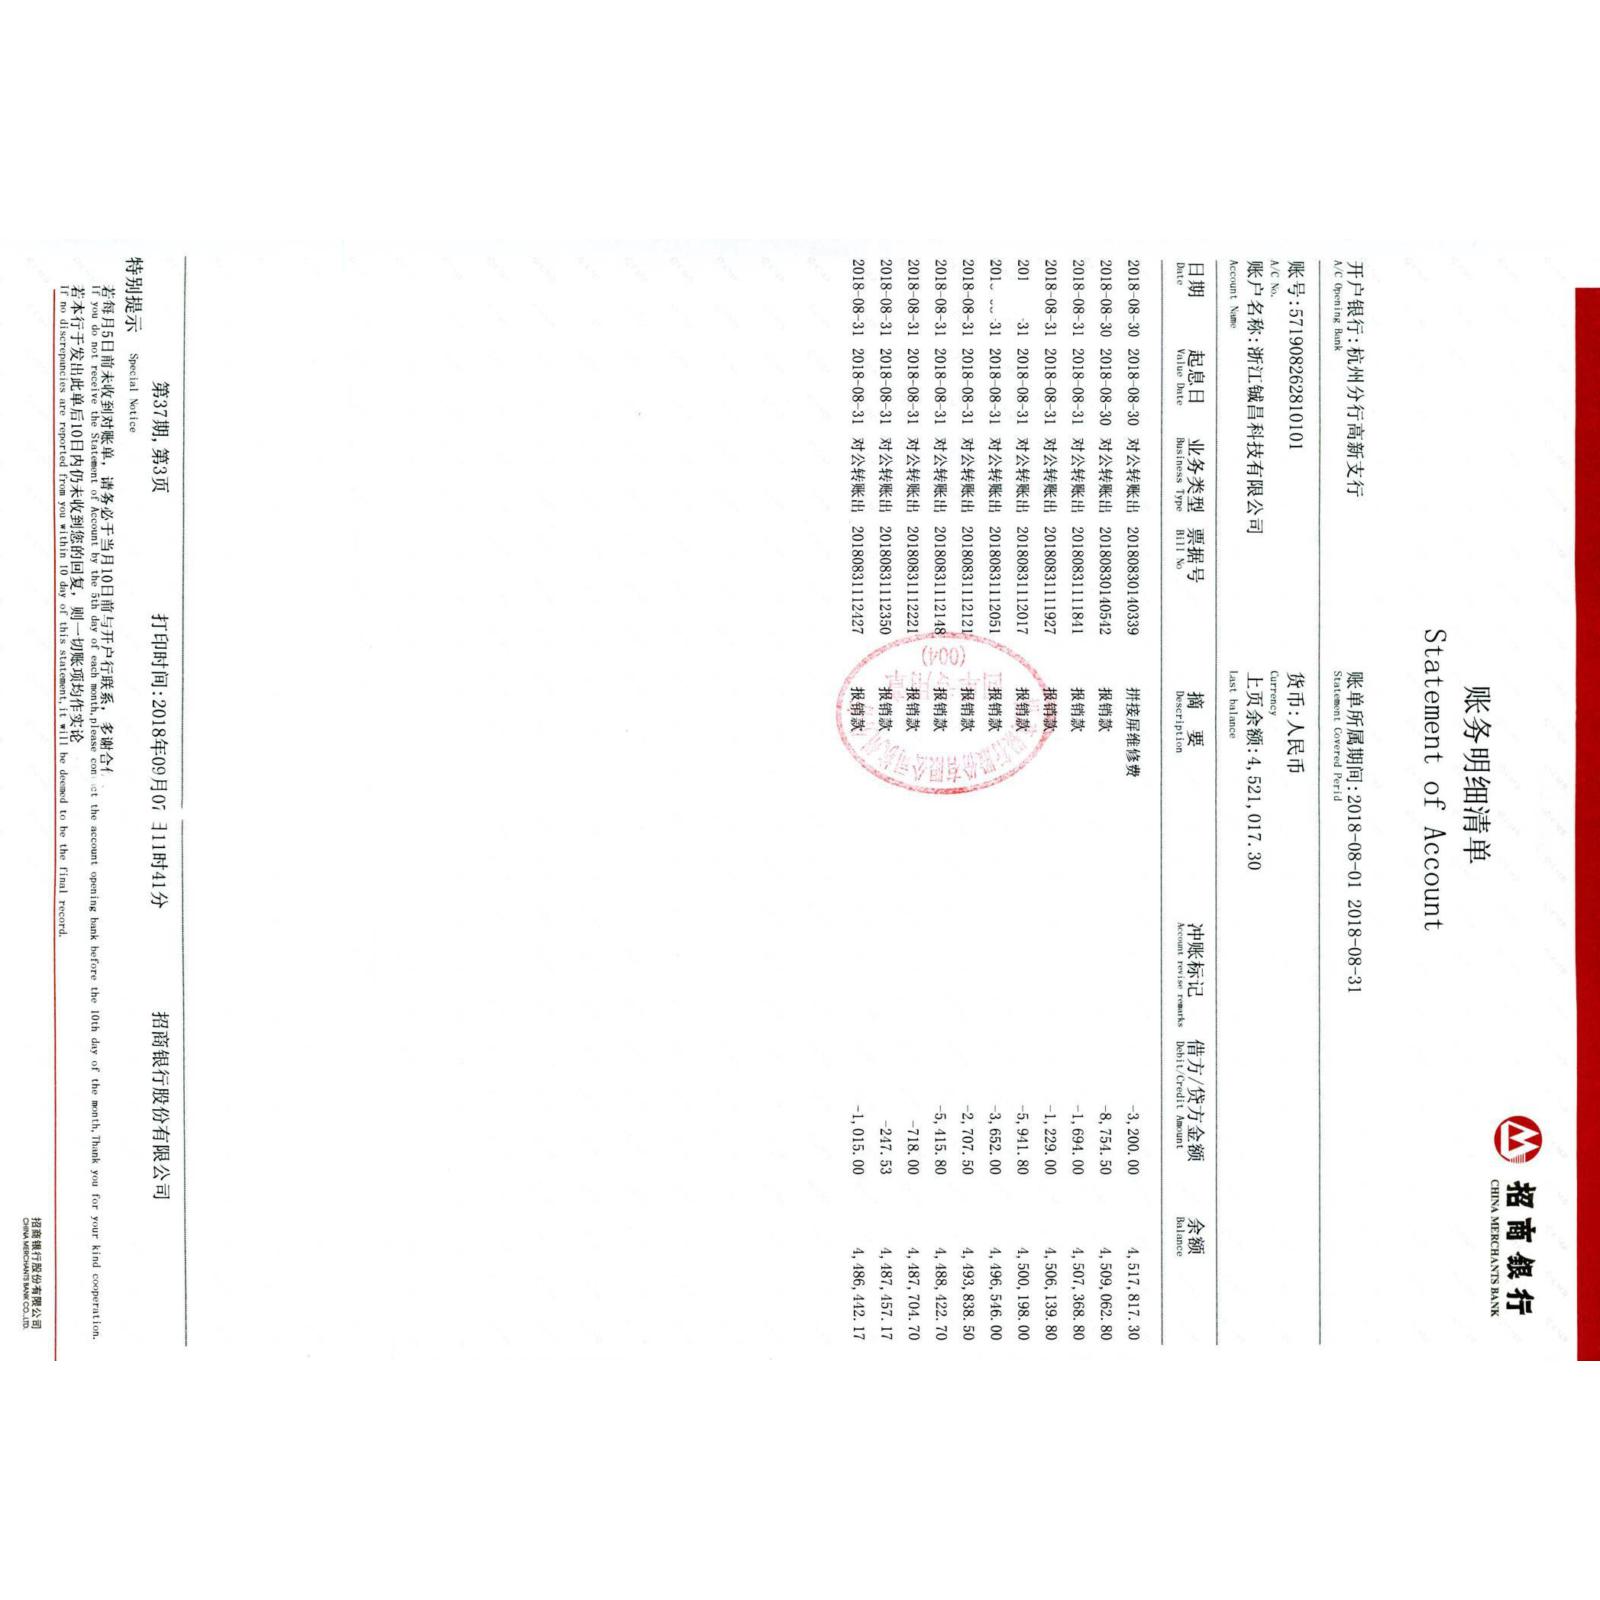 招商银行
CHINA MERCHANTS BANK
账务明细清单
Statement of Account
开户银行:杭州分行高新支行 账单所属期间:2018-08-01 2018-08-31
A/C Opening Bank Statement Covered Perid
账号:571908262810101 货币:人民币
A/C No. Currency
账户名称:浙江铖昌科技有限公司 上页余额:4,521,017.30
Account Name Last balance
日期 起息日 业务类型 票据号 摘 要 冲账标记 借方/贷方金额 余额
Date Value Date Business Type Bill No Description Account revise remarks Debit/Credit Amount Balance
2018-08-30 2018-08-30 对公转账出 20180830140339 拼接屏维修费 -3,200.00 4,517,817.30
2018-08-30 2018-08-30 对公转账出 20180830140542 报销款 -8,754.50 4,509,062.80
2018-08-31 2018-08-31 对公转账出 20180831111841 报销款 -1,694.00 4,507,368.80
2018-08-31 2018-08-31 对公转账出 20180831111927 报销款 -1,229.00 4,506,139.80
201 -31 2018-08-31 对公转账出 20180831112017 报销款 -5,941.80 4,500,198.00
201 -31 2018-08-31 对公转账出 20180831112051 报销款 -3,652.00 4,496,546.00
2018-08-31 2018-08-31 对公转账出 20180831112121 报销款 -2,707.50 4,493,838.50
2018-08-31 2018-08-31 对公转账出 20180831112148 报销款 -5,415.80 4,488,422.70
2018-08-31 2018-08-31 对公转账出 20180831112221 报销款 -718.00 4,487,704.70
2018-08-31 2018-08-31 对公转账出 20180831112350 报销款 -247.53 4,487,457.17
2018-08-31 2018-08-31 对公转账出 20180831112427 报销款 -1,015.00 4,486,442.17
(004)
第37期,第3页 打印时间:2018年09月07日11时41分 招商银行股份有限公司
特别提示 Special Notice
若每月5日前未收到对账单, 请务必于当月10日前与开户行联系, 多谢合作
If you do not receive the Statement of Account by the 5th day of each month,please con ct the account opening bank before the 10th day of the month,Thank you for your kind cooperation.
若本行于发出此单后10日内仍未收到您的回复, 则一切账项均作实论
If no discrepancies are reported from you within 10 day of this statement,it will be deemed to be the final record.
招商银行股份有限公司
CHINA MERCHANTS BANK CO.,LTD.